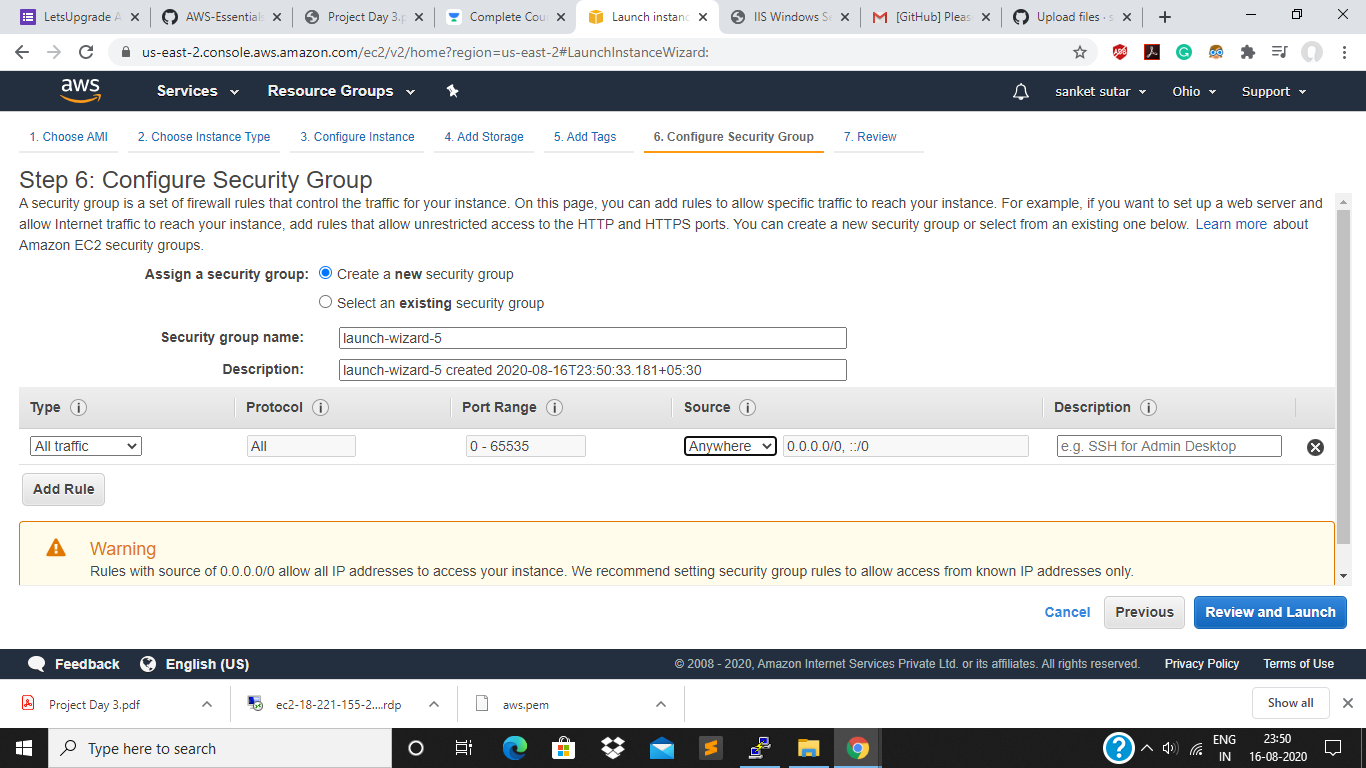 LetsUpgrade A
AWS-Essentials
Project Day 3.p
Complete Cou
Launch instanc
IIS Windows Se
[GitHub] Pleas
Upload files · s
us-east-2.console.aws.amazon.com/ec2/v2/home?region=us-east-2#LaunchInstanceWizard:
aws Services Resource Groups sanket sutar Ohio Support
1. Choose AMI 2. Choose Instance Type 3. Configure Instance 4. Add Storage 5. Add Tags 6. Configure Security Group 7. Review
Step 6: Configure Security Group
A security group is a set of firewall rules that control the traffic for your instance. On this page, you can add rules to allow specific traffic to reach your instance. For example, if you want to set up a web server and
allow Internet traffic to reach your instance, add rules that allow unrestricted access to the HTTP and HTTPS ports. You can create a new security group or select from an existing one below. Learn more about
Amazon EC2 security groups.
Assign a security group: Create a new security group
Select an existing security group
Security group name: launch-wizard-5
Description: launch-wizard-5 created 2020-08-16T23:50:33.181+05:30
Type Protocol Port Range Source Description
All traffic All 0 - 65535 Anywhere 0.0.0.0/0, ::/0 e.g. SSH for Admin Desktop
Add Rule
Warning
Rules with source of 0.0.0.0/0 allow all IP addresses to access your instance. We recommend setting security group rules to allow access from known IP addresses only.
Cancel Previous Review and Launch
Feedback English (US) © 2008 - 2020, Amazon Internet Services Private Ltd. or its affiliates. All rights reserved. Privacy Policy Terms of Use
Project Day 3.pdf ec2-18-221-155-2....rdp aws.pem Show all
Type here to search
ENG 23:50
IN 16-08-2020